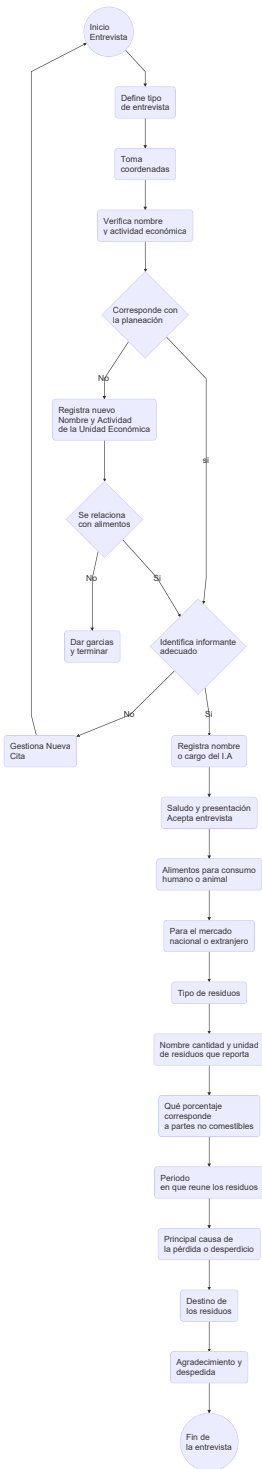 Inicio
Entrevista
Define tipo
de entrevista
Toma
coordenadas
Verifica nombre
y actividad económica
Corresponde con
la planeación
No
Registra nuevo
Nombre y Actividad
de la Unidad Económica
si
Se relaciona
con alimentos
No
Si
Dar garcias
y terminar
Identifica informante
adecuado
No
Si
Gestiona Nueva
Cita
Registra nombre
o cargo del I.A
Saludo y presentación
Acepta entrevista
Alimentos para consumo
humano o animal
Para el mercado
nacional o extranjero
Tipo de residuos
Nombre cantidad y unidad
de residuos que reporta
Qué porcentaje
corresponde
a partes no comestibles
Periodo
en que reune los residuos
Principal causa de
la pérdida o desperdicio
Destino de
los residuos
Agradecimiento y
despedida
Fin de
la entrevista